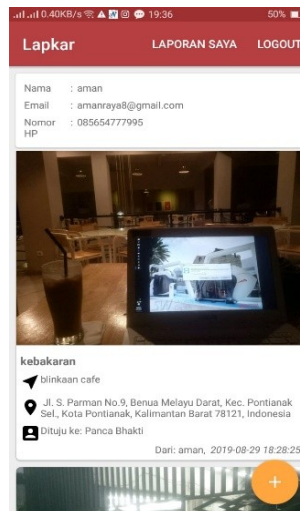 0.40KB/s 19:36 50%
Lapkar LAPORAN SAYA LOGOUT
Nama : aman
Email : amanraya8@gmail.com
Nomor : 085654777995
HP
kebakaran
blinkaan cafe
Jl. S. Parman No.9, Benua Melayu Darat, Kec. Pontianak
Sel., Kota Pontianak, Kalimantan Barat 78121, Indonesia
Dituju ke: Panca Bhakti
Dari: aman, 2019-08-29 18:28:25
+